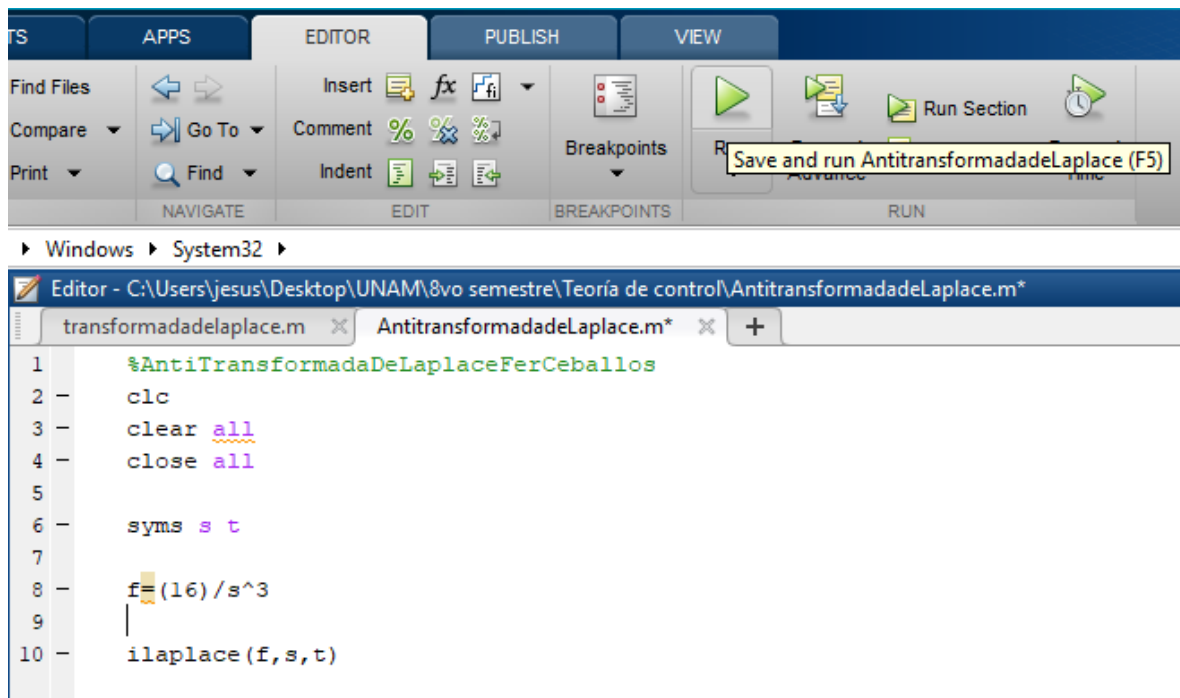 TS APPS EDITOR PUBLISH VIEW
Find Files Insert fx fi
Compare Go To Comment % % % Breakpoints Run Section
Print Find Indent Save and run AntitransformadadeLaplace (F5)
Advance Time
NAVIGATE EDIT BREAKPOINTS RUN
Windows System32
Editor - C:\Users\jesus\Desktop\UNAM\8vo semestre\Teoría de control\AntitransformadadeLaplace.m*
transformadadelaplace.m AntitransformadadeLaplace.m* +
1 %AntiTransformadaDeLaplaceFerCeballos
2 - clc
3 - clear all
4 - close all
5
6 - syms s t
7
8 - f=(16)/s^3
9
10 - ilaplace(f,s,t)